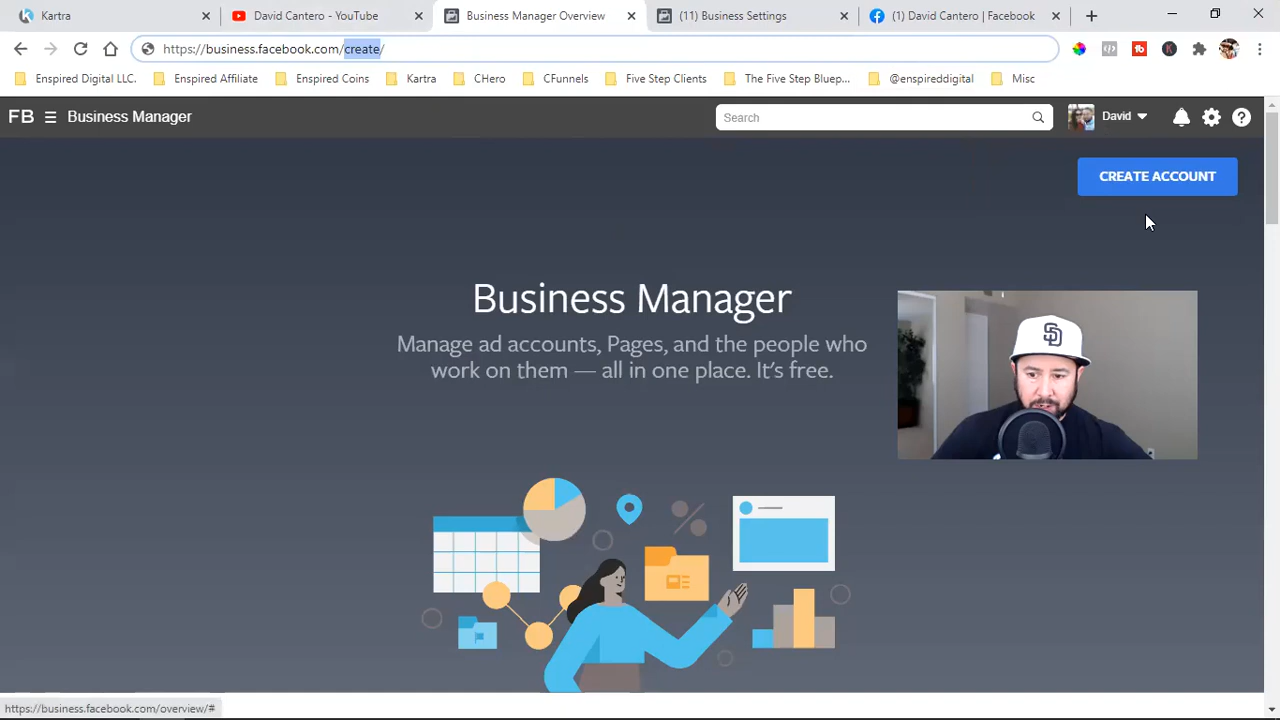 Kartra
David Cantero - YouTube
Business Manager Overview
(11) Business Settings
(1) David Cantero | Facebook
https://business.facebook.com/create/
Enspired Digital LLC.
Enspired Affiliate
Enspired Coins
Kartra
CHero
CFunnels
Five Step Clients
The Five Step Bluep...
@enspireddigital
Misc
FB
Business Manager
Search
David
CREATE ACCOUNT
Business Manager
Manage ad accounts, Pages, and the people who
work on them — all in one place. It's free.
SD
https://business.facebook.com/overview/#